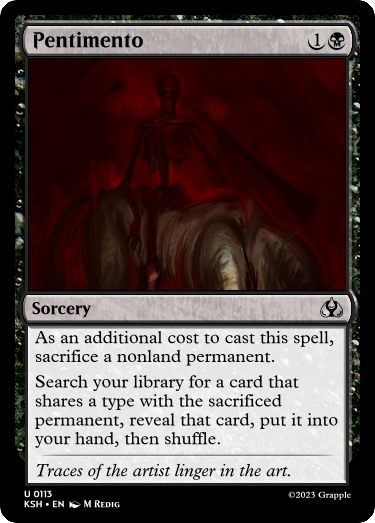 Pentimento 1
Sorcery
As an additional cost to cast this spell,
sacrifice a nonland permanent.
Search your library for a card that
shares a type with the sacrificed
permanent, reveal that card, put it into
your hand, then shuffle.
Traces of the artist linger in the art.
U 0113
KSH • EN M REDIG
©2023 Grapple